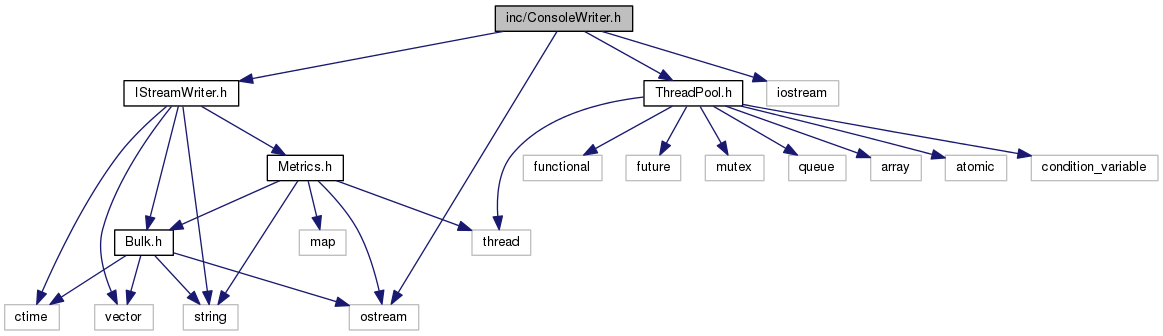 inc/ConsoleWriter.h
IStreamWriter.h
ThreadPool.h
iostream
Metrics.h
functional
future
mutex
queue
array
atomic
condition_variable
Bulk.h
map
thread
ctime
vector
string
ostream